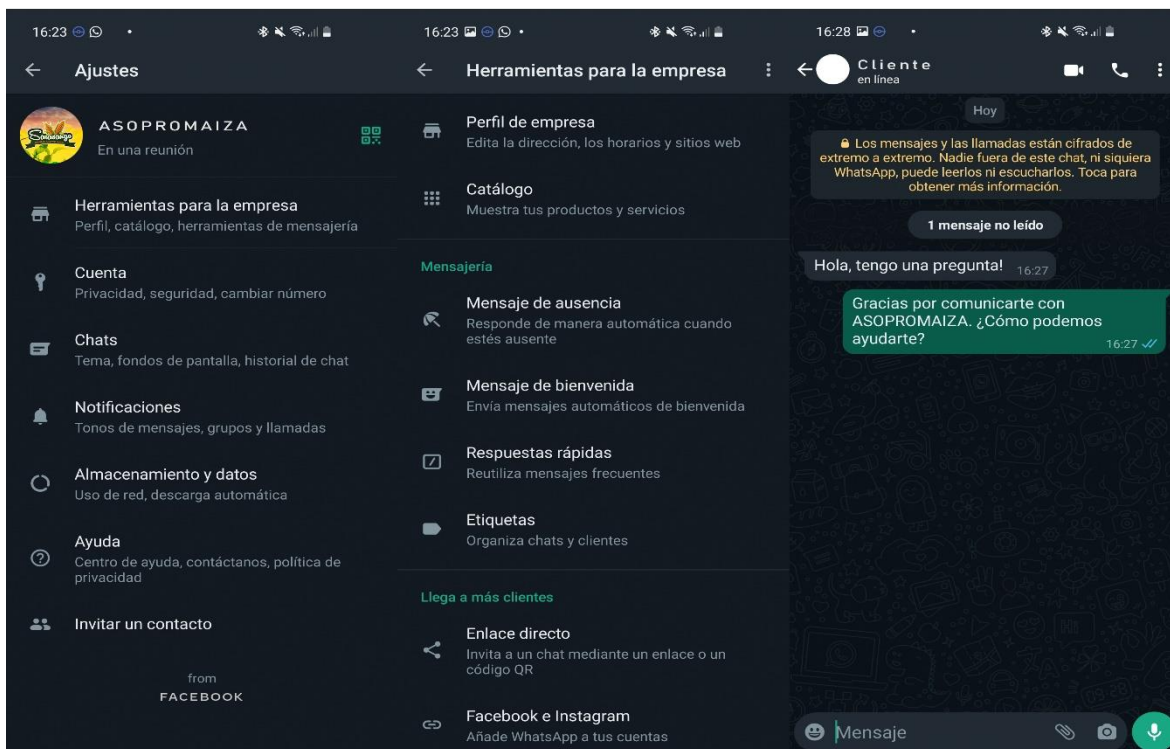 16:23
Ajustes
ASOPROMAIZA
En una reunión
Herramientas para la empresa
Perfil, catálogo, herramientas de mensajería
Cuenta
Privacidad, seguridad, cambiar número
Chats
Tema, fondos de pantalla, historial de chat
Notificaciones
Tonos de mensajes, grupos y llamadas
Almacenamiento y datos
Uso de red, descarga automática
Ayuda
Centro de ayuda, contáctanos, política de
privacidad
Invitar un contacto
from
FACEBOOK
16:23
Herramientas para la empresa
Perfil de empresa
Edita la dirección, los horarios y sitios web
Catálogo
Muestra tus productos y servicios
Mensajería
Mensaje de ausencia
Responde de manera automática cuando
estés ausente
Mensaje de bienvenida
Envía mensajes automáticos de bienvenida
Respuestas rápidas
Reutiliza mensajes frecuentes
Etiquetas
Organiza chats y clientes
Llega a más clientes
Enlace directo
Invita a un chat mediante un enlace o un
código QR
Facebook e Instagram
Añade WhatsApp a tus cuentas
16:28
Cliente
en línea
Hoy
Los mensajes y las llamadas están cifrados de
extremo a extremo. Nadie fuera de este chat, ni siquiera
WhatsApp, puede leerlos ni escucharlos. Toca para
obtener más información.
1 mensaje no leído
Hola, tengo una pregunta! 16:27
Gracias por comunicarte con
ASOPROMAIZA. ¿Cómo podemos
ayudarte? 16:27
Mensaje